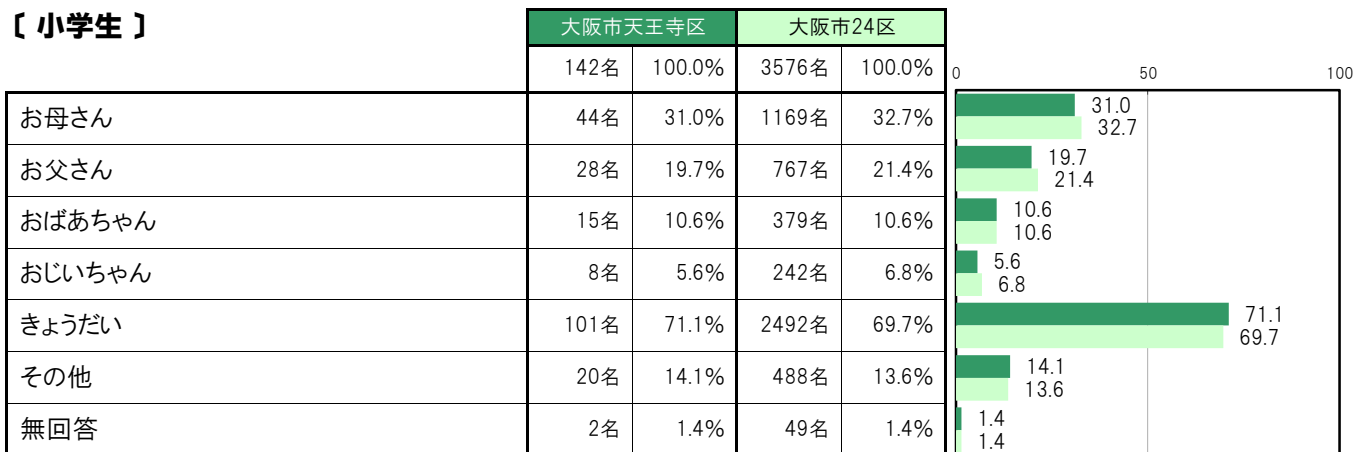 〔 小学生 〕
大阪市天王寺区 大阪市24区
142名 100.0% 3576名 100.0%
0 50 100
お母さん 44名 31.0% 1169名 32.7%
31.0
32.7
お父さん 28名 19.7% 767名 21.4%
19.7
21.4
おばあちゃん 15名 10.6% 379名 10.6%
10.6
10.6
おじいちゃん 8名 5.6% 242名 6.8%
5.6
6.8
きょうだい 101名 71.1% 2492名 69.7%
71.1
69.7
その他 20名 14.1% 488名 13.6%
14.1
13.6
無回答 2名 1.4% 49名 1.4%
1.4
1.4